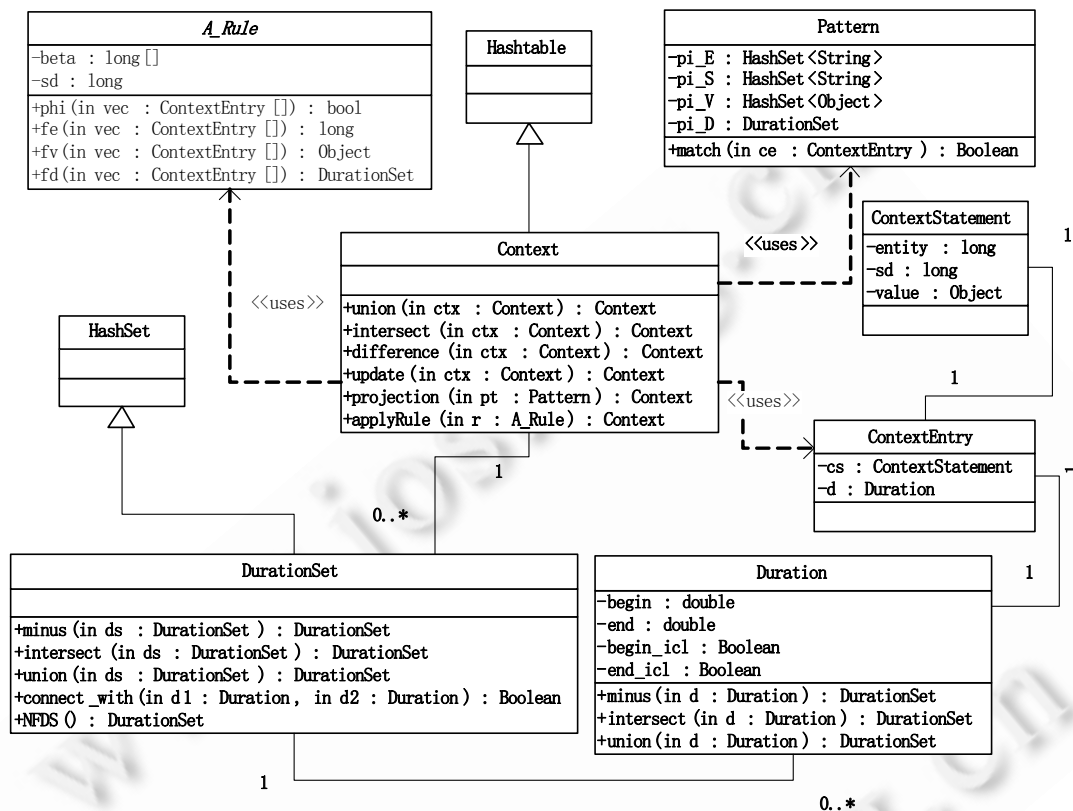 A_Rule
-beta : long[]
-sd : long
+phi(in vec : ContextEntry []) : bool
+fe(in vec : ContextEntry []) : long
+fv(in vec : ContextEntry []) : Object
+fd(in vec : ContextEntry []) : DurationSet
Hashtable
Pattern
-pi_E : HashSet<String>
-pi_S : HashSet<String>
-pi_V : HashSet<Object>
-pi_D : DurationSet
+match(in ce : ContextEntry) : Boolean
<<uses>>
ContextStatement
-entity : long
-sd : long
-value : Object
1
Context
+union(in ctx : Context) : Context
+intersect(in ctx : Context) : Context
+difference(in ctx : Context) : Context
+update(in ctx : Context) : Context
+projection(in pt : Pattern) : Context
+applyRule(in r : A_Rule) : Context
<<uses>>
HashSet
1
<<uses>>
ContextEntry
-cs : ContextStatement
-d : Duration
1
1
0..*
1
DurationSet
+minus(in ds : DurationSet) : DurationSet
+intersect(in ds : DurationSet) : DurationSet
+union(in ds : DurationSet) : DurationSet
+connect_with(in d1 : Duration, in d2 : Duration) : Boolean
+NFDS() : DurationSet
Duration
-begin : double
-end : double
-begin_icl : Boolean
-end_icl : Boolean
+minus(in d : Duration) : DurationSet
+intersect(in d : Duration) : DurationSet
+union(in d : Duration) : DurationSet
1
0..*